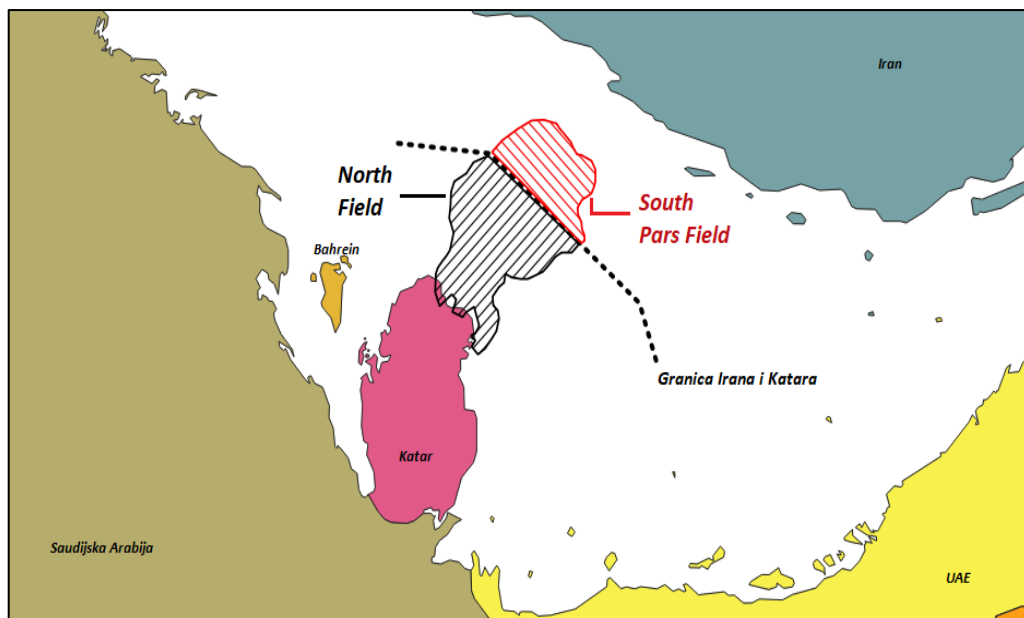 Iran
North
Field
South
Pars Field
Bahrein
Granica Irana i Katara
Katar
Saudijska Arabija
UAE